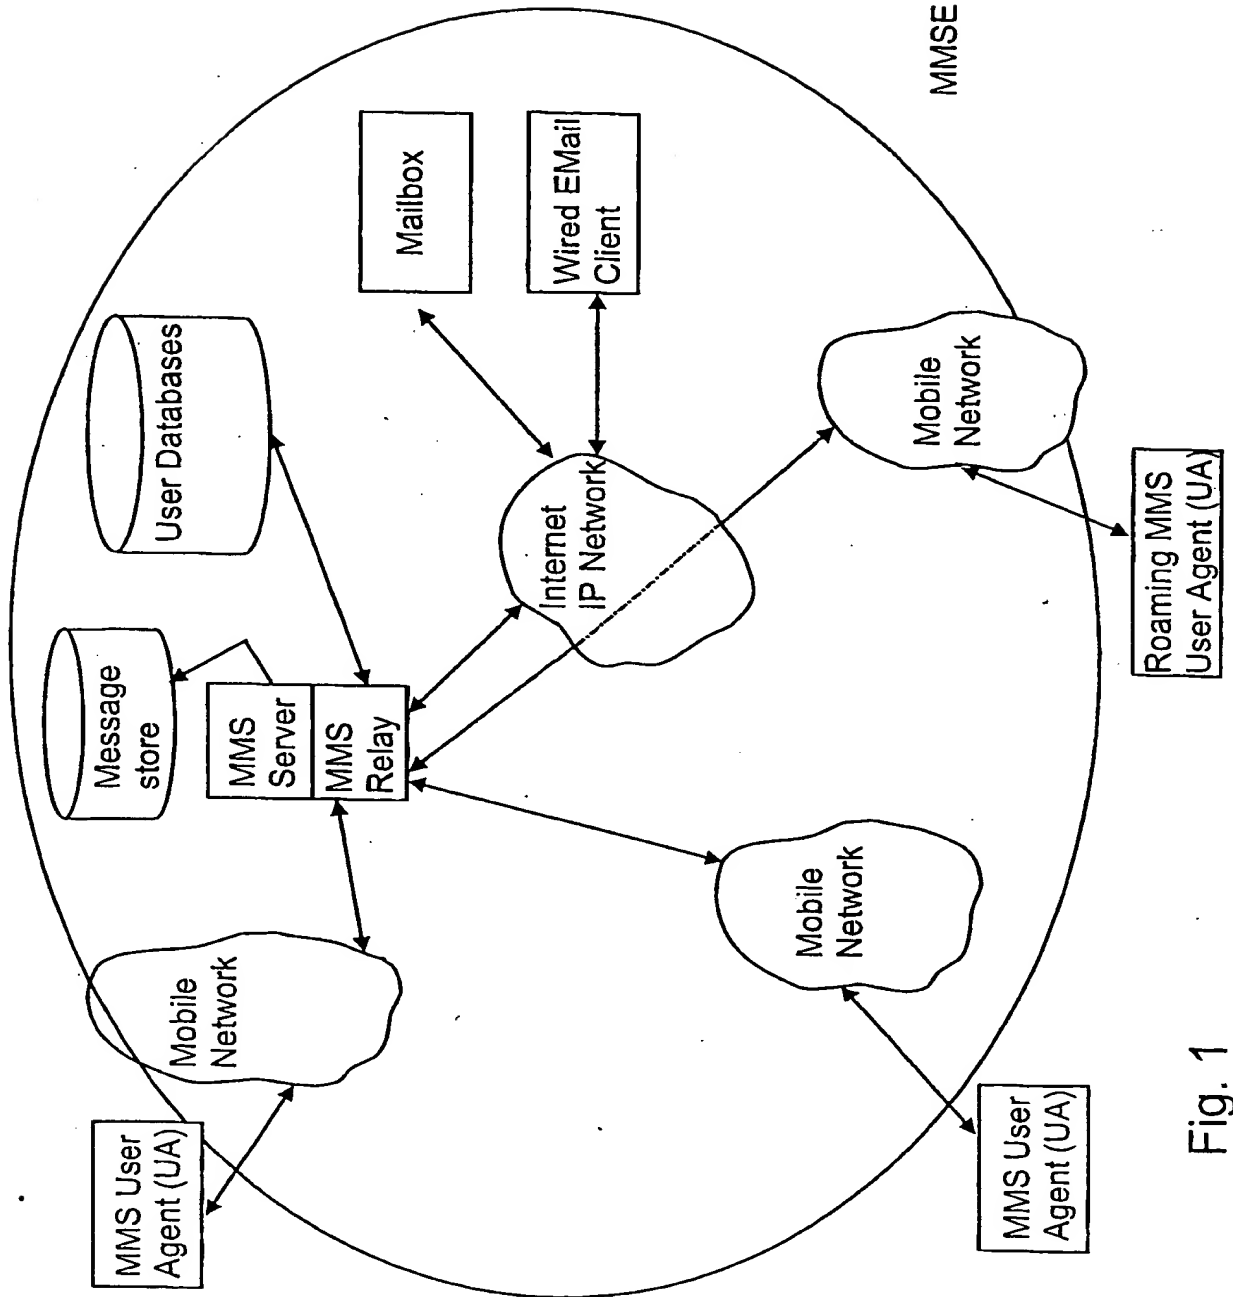 MMS User
Agent (UA)
Mobile
Network
Message
store
MMS
Server
MMS
Relay
User Databases
Mailbox
Wired EMail
Client
Internet
IP Network
Mobile
Network
MMS User
Agent (UA)
Mobile
Network
Roaming MMS
User Agent (UA)
MMSE
Fig. 1